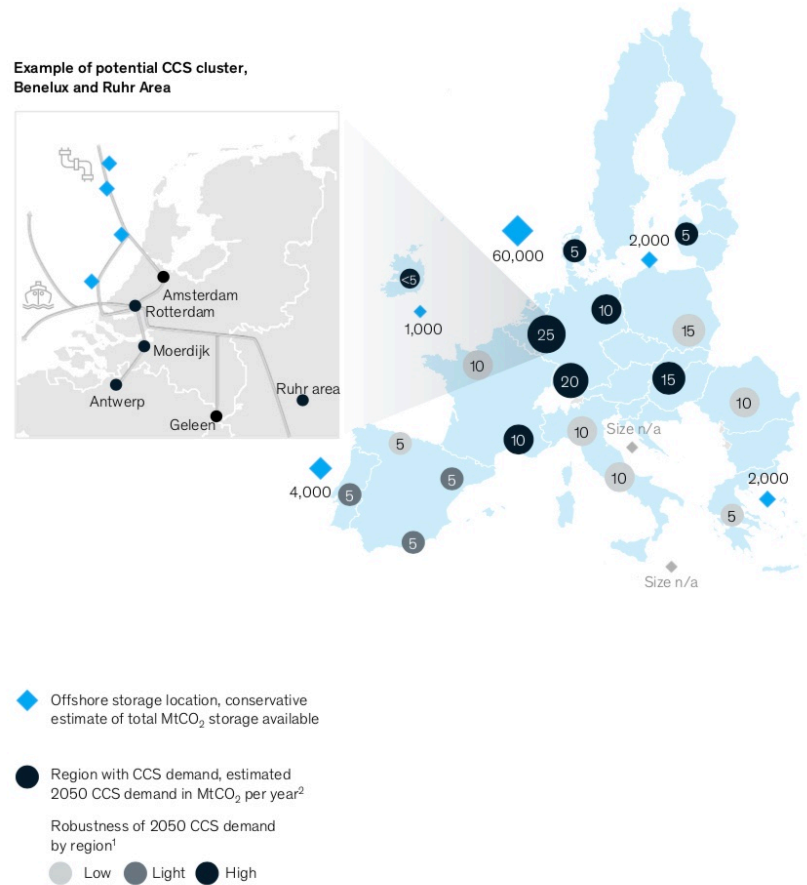 Example of potential CCS cluster,
Benelux and Ruhr Area
Amsterdam
Rotterdam
Moerdijk
Antwerp
Ruhr area
Geleen
60,000
5
2,000
5
<5
1,000
10
25
15
10
20
15
10
5
10
10
Size n/a
4,000
5
5
10
2,000
5
5
Size n/a
Offshore storage location, conservative
estimate of total MtCO₂ storage available
Region with CCS demand, estimated
2050 CCS demand in MtCO₂ per year²
Robustness of 2050 CCS demand
by region¹
Low
Light
High